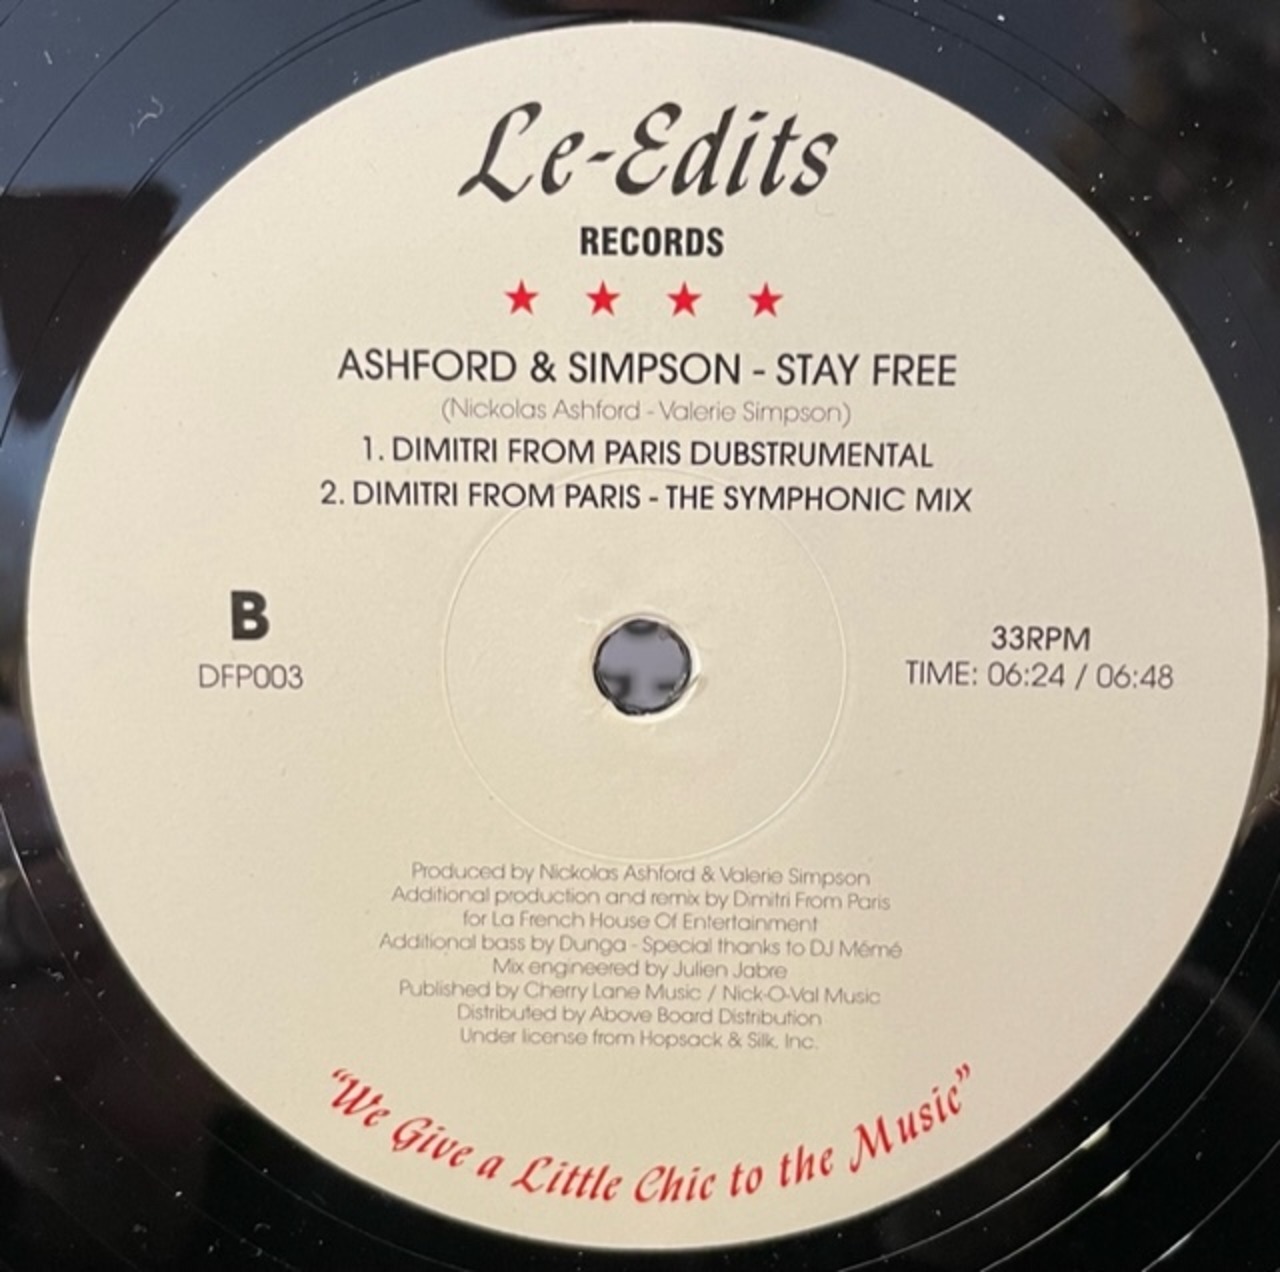 Le-Edits
RECORDS
ASHFORD & SIMPSON - STAY FREE
(Nickolas Ashford - Valerie Simpson)
1. DIMITRI FROM PARIS DUBSTRUMENTAL
2. DIMITRI FROM PARIS - THE SYMPHONIC MIX
B
DFP003
33RPM
TIME: 06:24 / 06:48
Produced by Nickolas Ashford & Valerie Simpson
Additional production and remix by Dimitri From Paris
for La French House Of Entertainment
Additional bass by Dunga - Special thanks to DJ Mémé
Mix engineered by Julien Jabre
Published by Cherry Lane Music / Nick-O-Val Music
Distributed by Above Board Distribution
Under license from Hopsack & Silk, Inc.
“We Give a Little Chic to the Music”